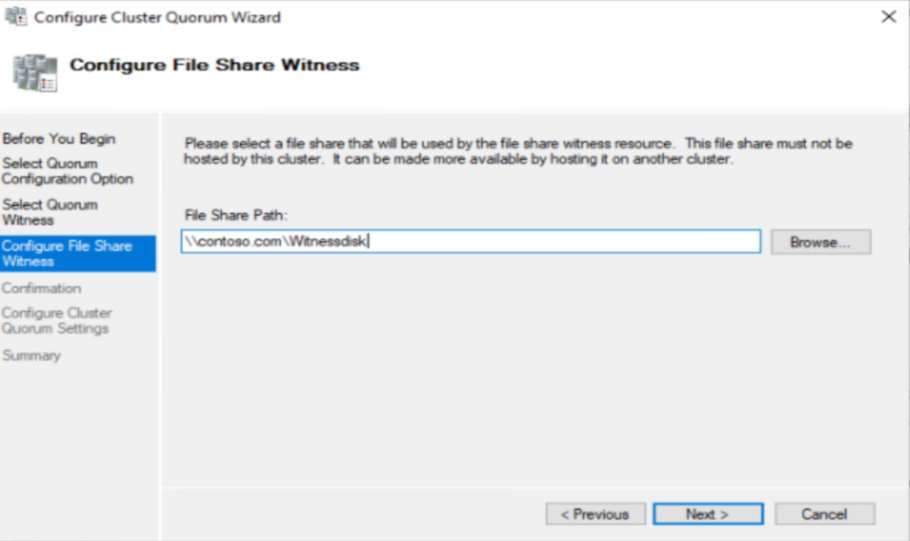 Configure Cluster Quorum Wizard
Configure File Share Witness
Before You Begin
Select Quorum
Configuration Option
Select Quorum
Witness
Configure File Share
Witness
Confirmation
Configure Cluster
Quorum Settings
Summary
Please select a file share that will be used by the file share witness resource. This file share must not be
hosted by this cluster. It can be made more available by hosting it on another cluster.
File Share Path:
\\contoso.com\Witnessdisk
Browse...
< Previous
Next >
Cancel